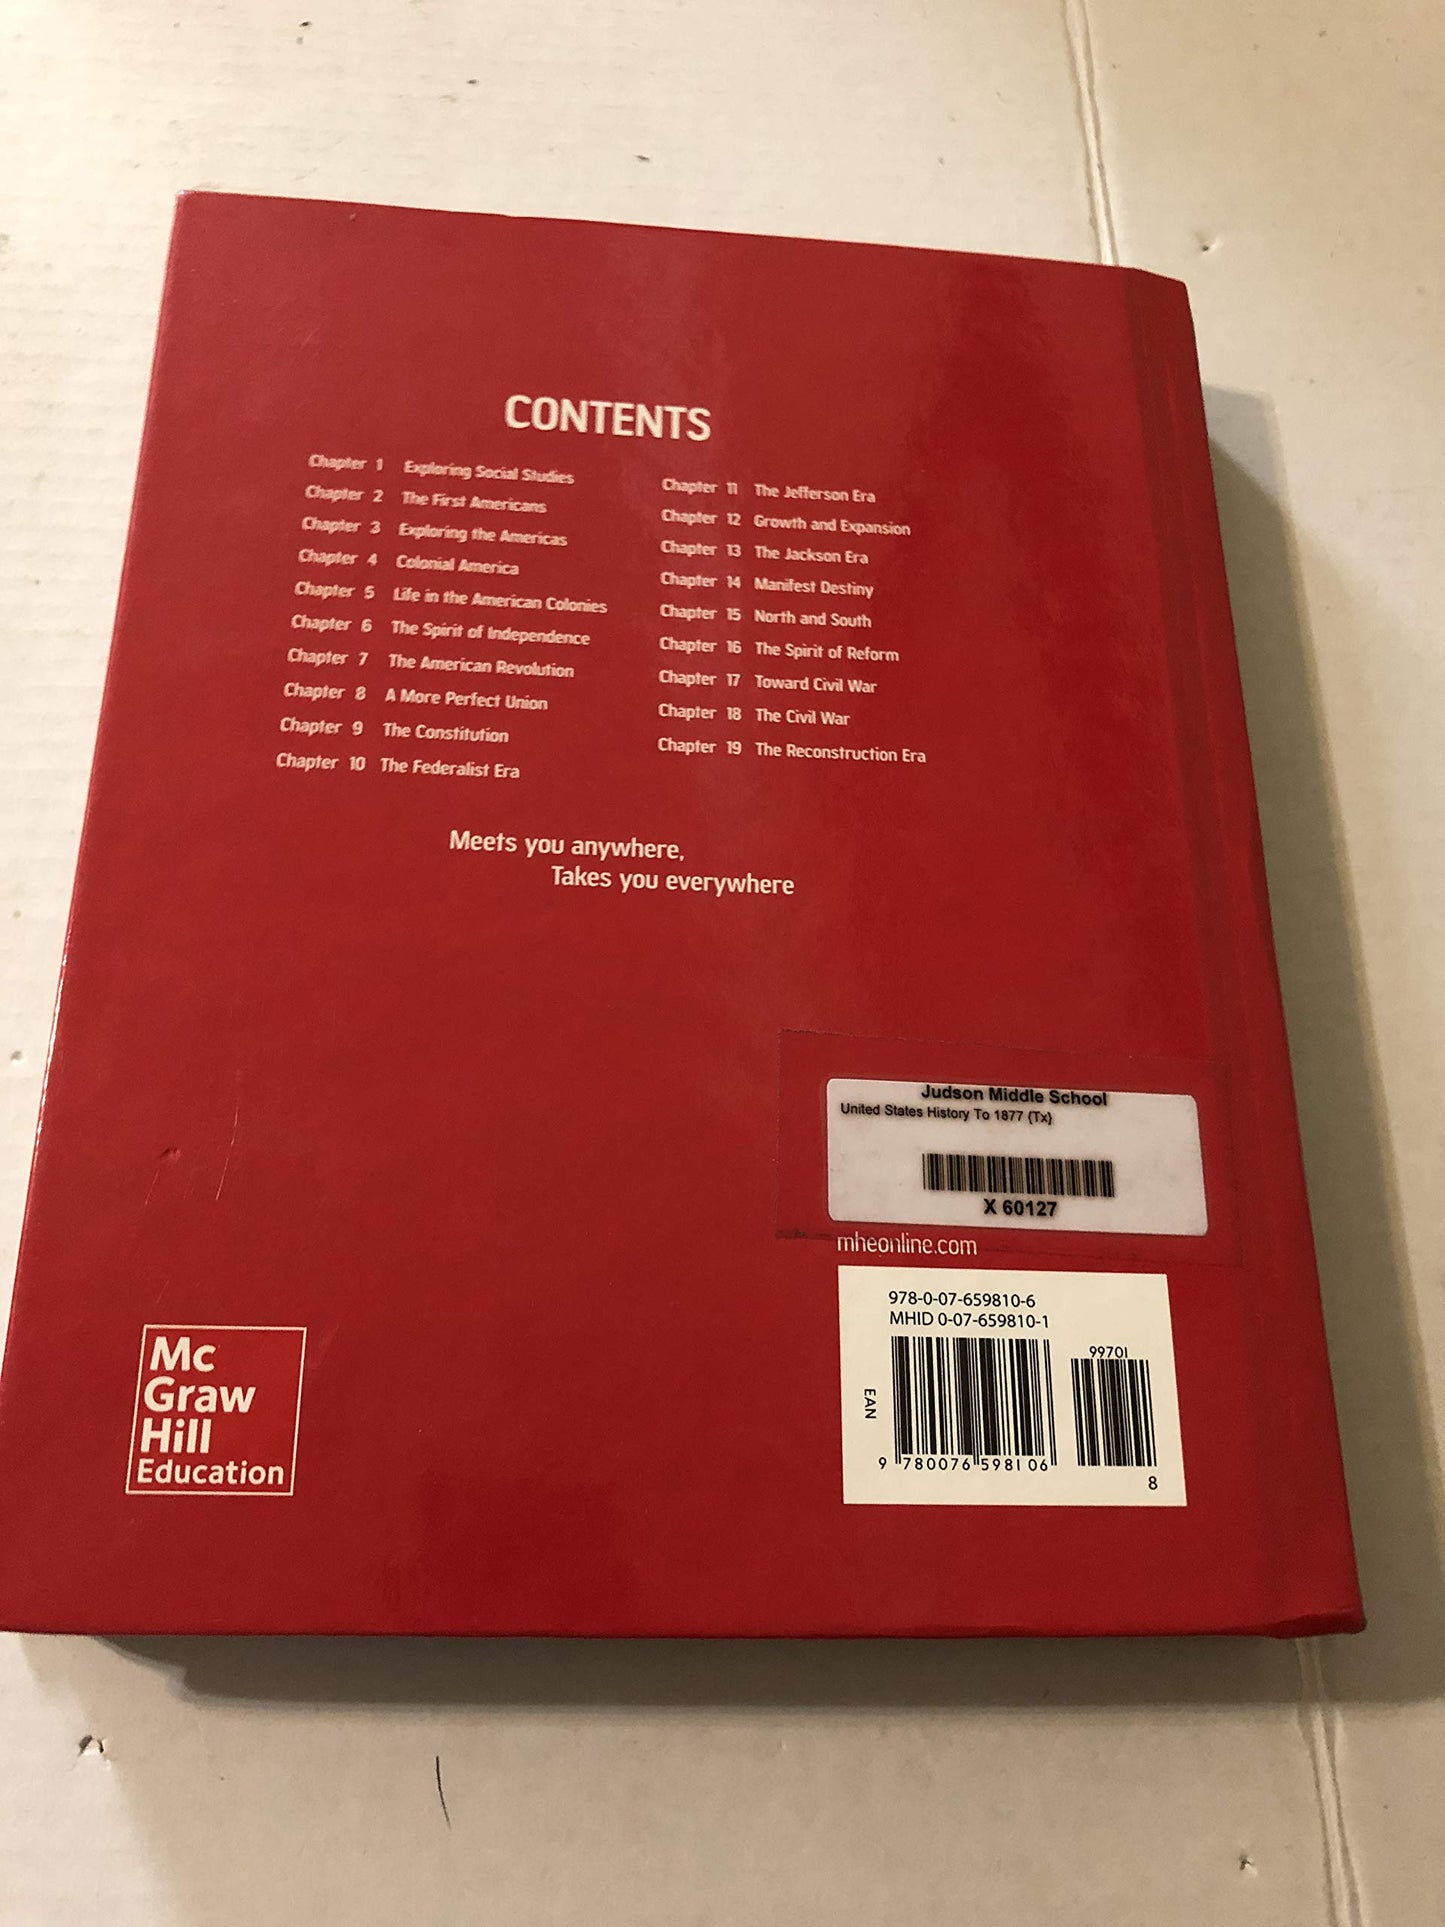 CONTENTS
Chapter 1 Exploring Social Studies
Chapter 2 The First Americans
Chapter 3 Exploring the Americas
Chapter 4 Colonial America
Chapter 5 Life in the American Colonies
Chapter 6 The Spirit of Independence
Chapter 7 The American Revolution
Chapter 8 A More Perfect Union
Chapter 9 The Constitution
Chapter 10 The Federalist Era
Chapter 11 The Jefferson Era
Chapter 12 Growth and Expansion
Chapter 13 The Jackson Era
Chapter 14 Manifest Destiny
Chapter 15 North and South
Chapter 16 The Spirit of Reform
Chapter 17 Toward Civil War
Chapter 18 The Civil War
Chapter 19 The Reconstruction Era
Meets you anywhere,
Takes you everywhere
Judson Middle School
United States History To 1877 {Tx}
X 60127
mheonline.com
978-0-07-659810-6
MHID 0-07-659810-1
99701
EAN
9 780076 598106
8
Mc
Graw
Hill
Education